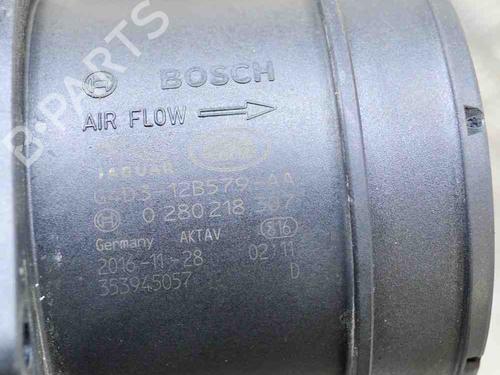 B-PARTS
BOSCH
AIR FLOW
JAGUAR
G4D3-12B579-AA
0 280 218 307
Germany AKTAV 816
2016-11-28 02:11
353945057 D